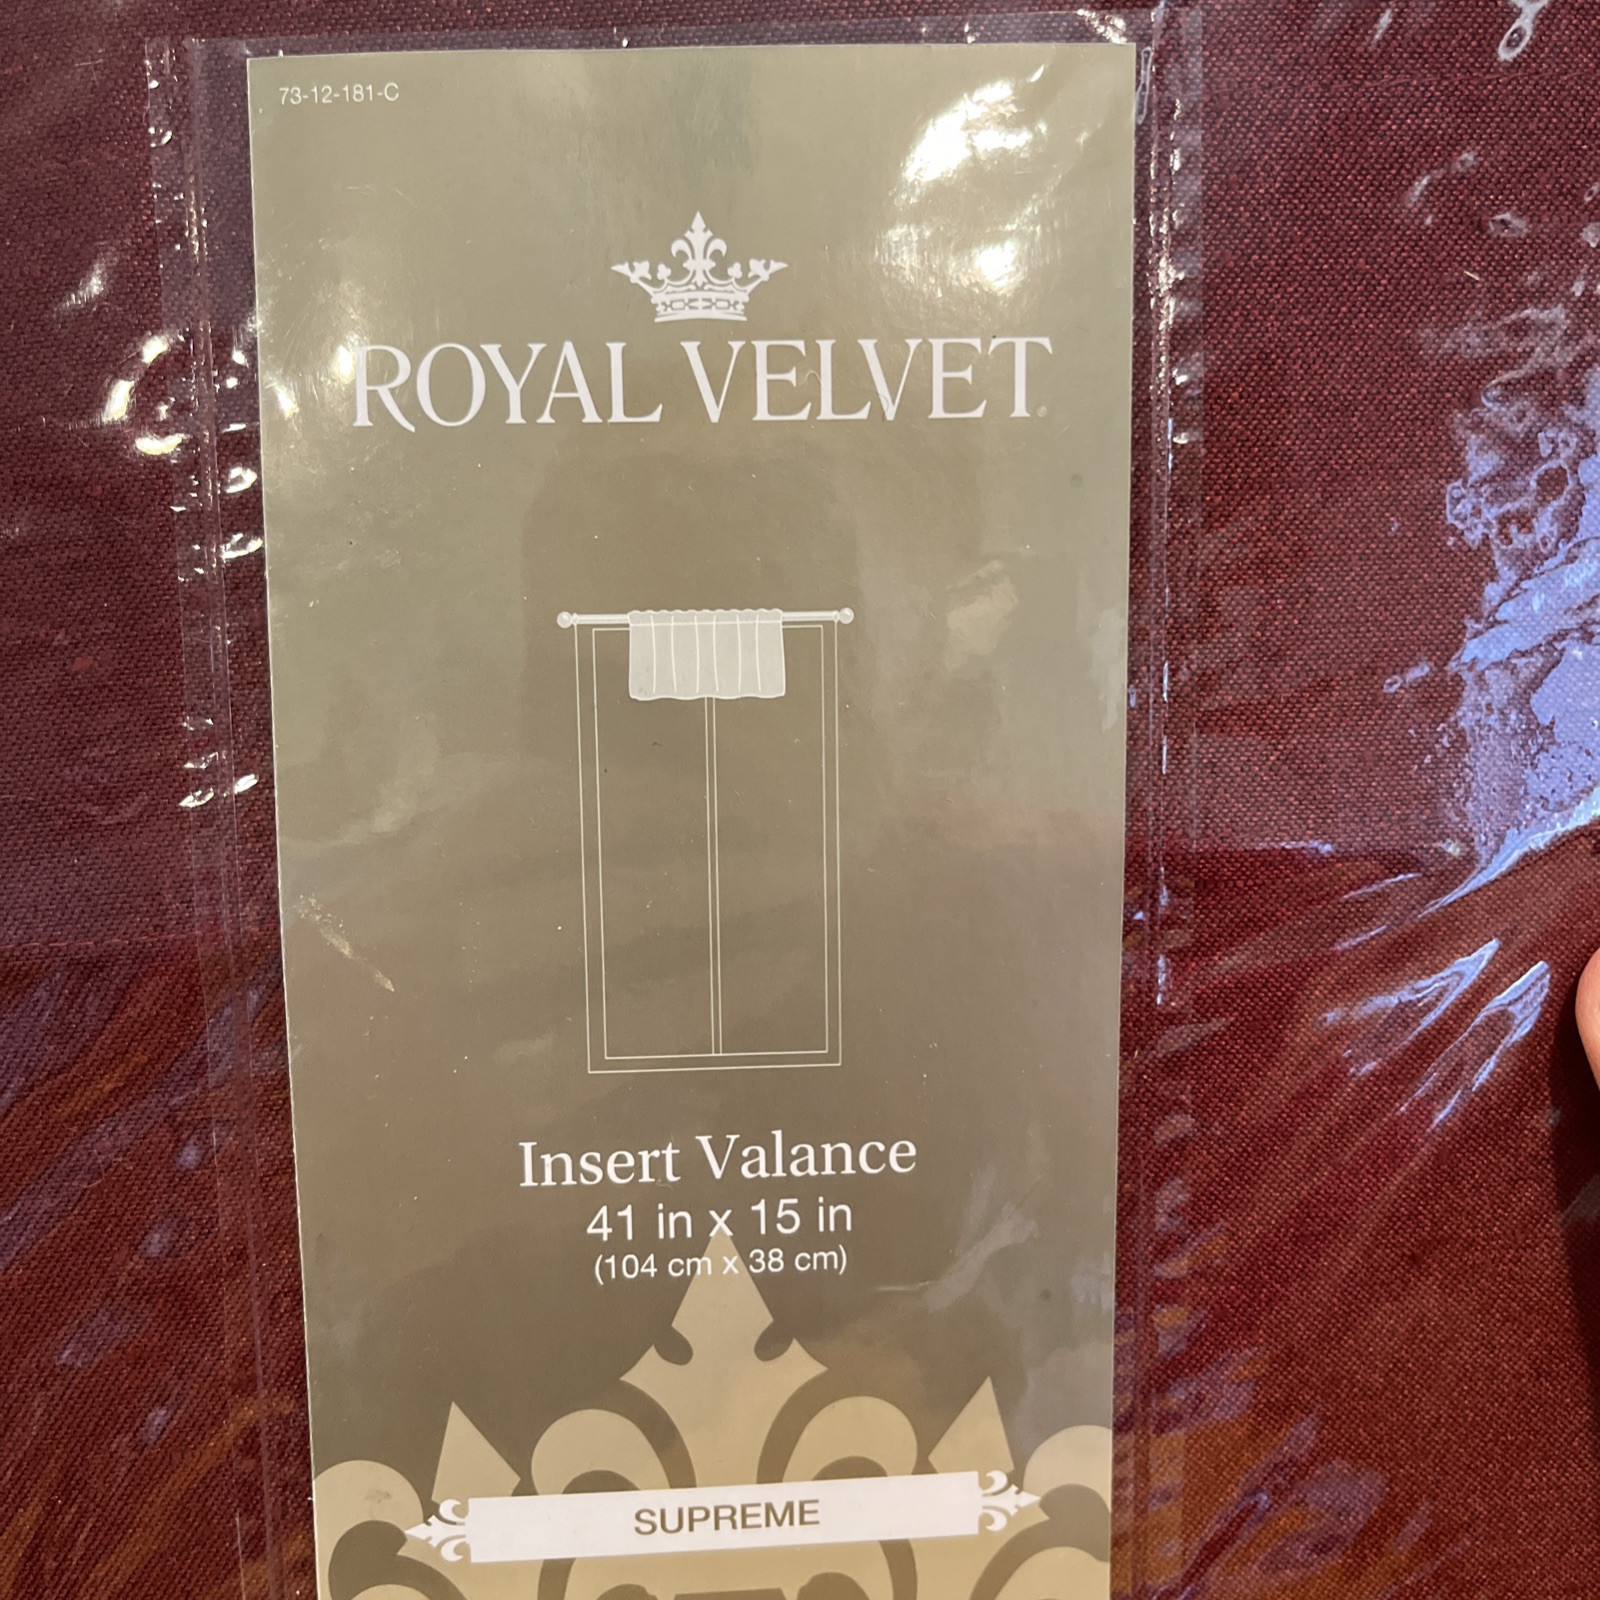 73-12-181-C
ROYAL VELVET
Insert Valance
41 in x 15 in
(104 cm x 38 cm)
SUPREME